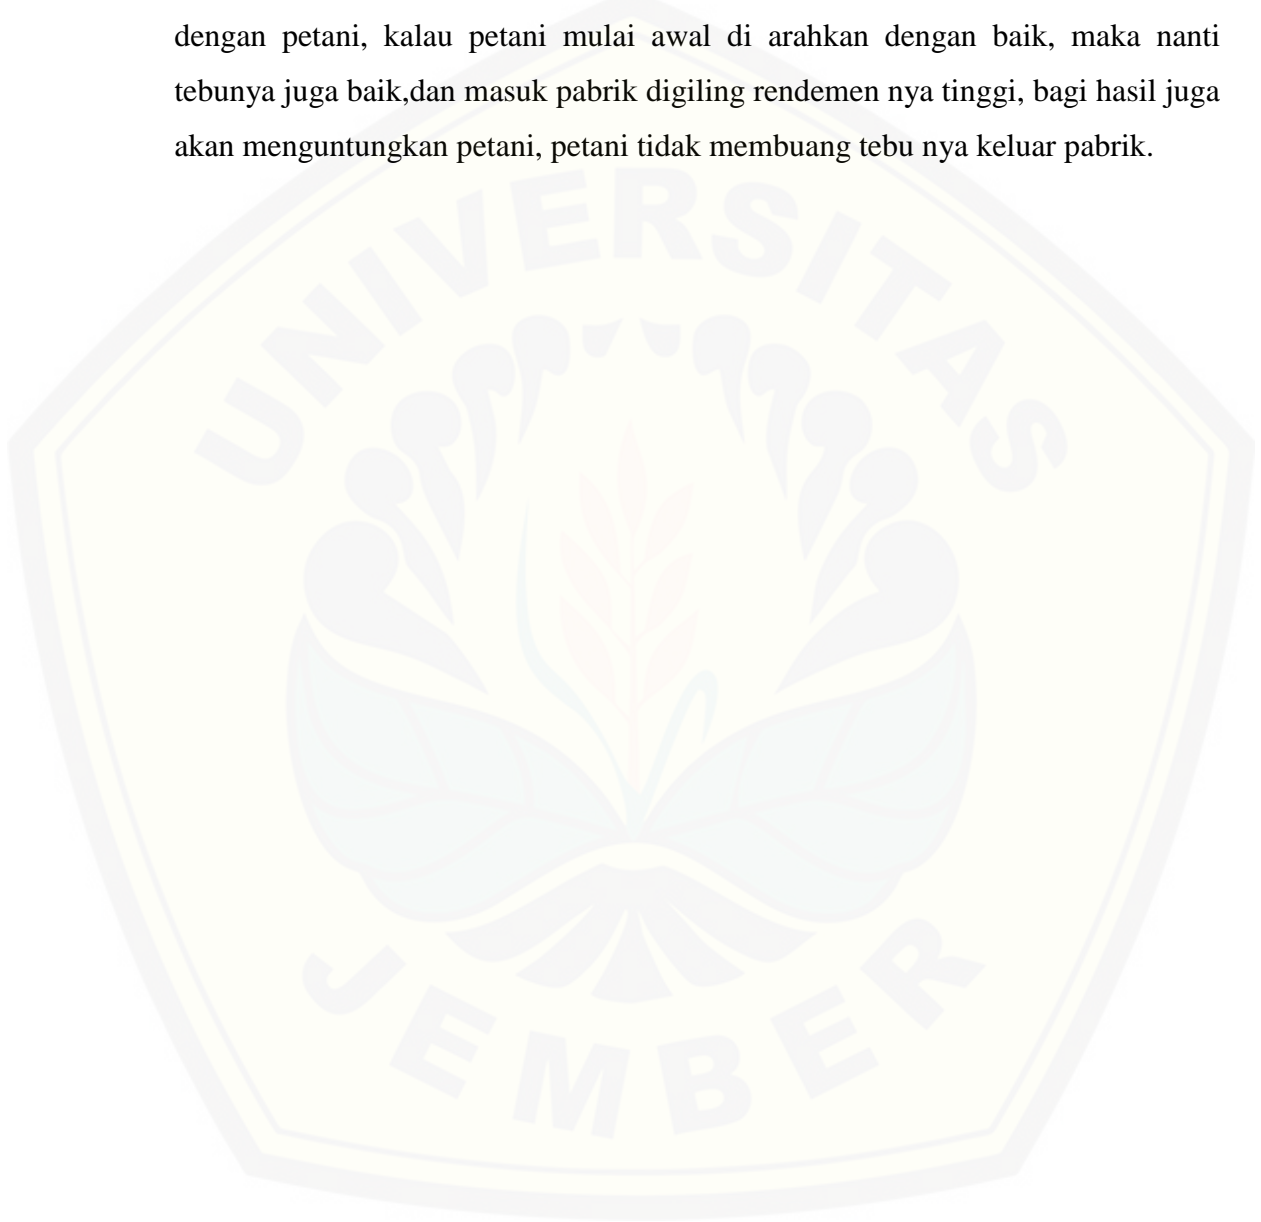 dengan petani, kalau petani mulai awal di arahkan dengan baik, maka nanti
tebunya juga baik,dan masuk pabrik digiling rendemen nya tinggi, bagi hasil juga
akan menguntungkan petani, petani tidak membuang tebu nya keluar pabrik.
UNIVERSITAS
JEMBER